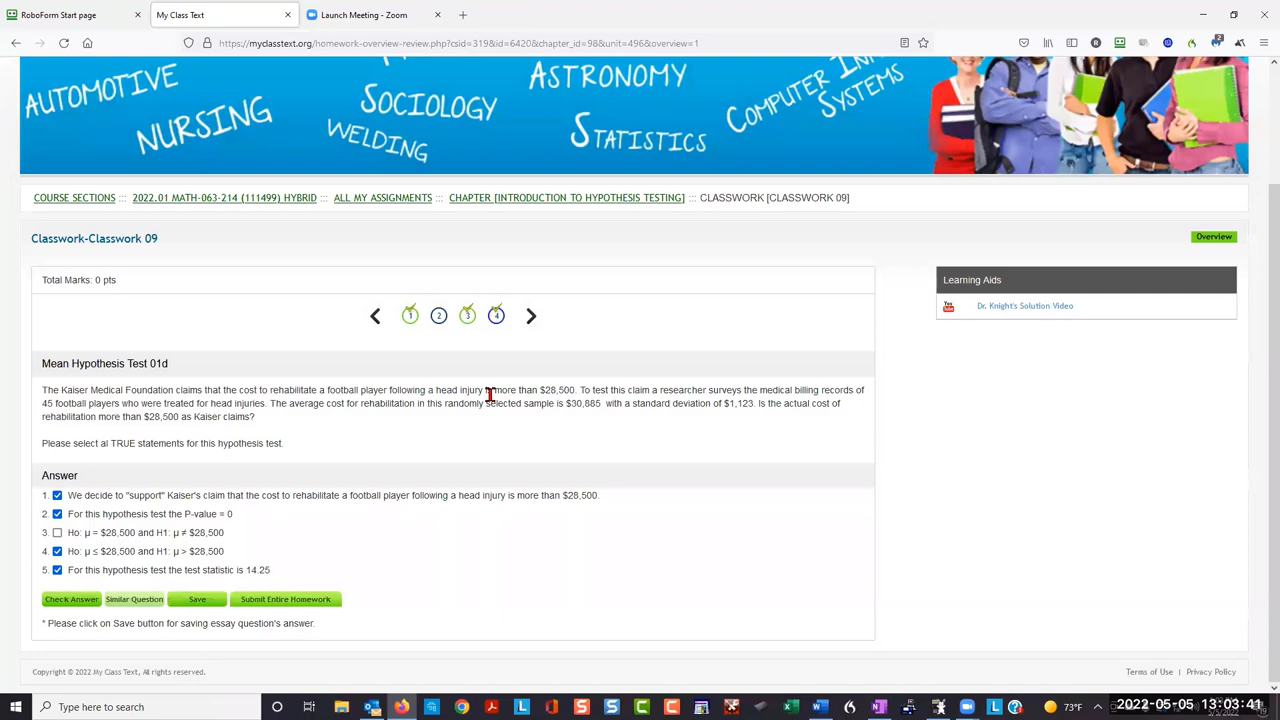 RoboForm Start page
My Class Text
Launch Meeting - Zoom
https://myclasstext.org/homework-overview-review.php?csid=319&id=6420&chapter_id=98&unit=496&overview=1
AUTOMOTIVE
NURSING
SOCIOLOGY
WELDING
ASTRONOMY
STATISTICS
COMPUTER
SYSTEMS
COURSE SECTIONS ::: 2022.01 MATH-063-214 (111499) HYBRID ::: ALL MY ASSIGNMENTS ::: CHAPTER [INTRODUCTION TO HYPOTHESIS TESTING] ::: CLASSWORK [CLASSWORK 09]
Classwork-Classwork 09
Overview
Total Marks: 0 pts
1 2 3 4
Learning Aids
Dr. Knight's Solution Video
Mean Hypothesis Test 01d
The Kaiser Medical Foundation claims that the cost to rehabilitate a football player following a head injury is more than $28,500. To test this claim a researcher surveys the medical billing records of
45 football players who were treated for head injuries. The average cost for rehabilitation in this randomly selected sample is $30,885 with a standard deviation of $1,123. Is the actual cost of
rehabilitation more than $28,500 as Kaiser claims?
Please select al TRUE statements for this hypothesis test.
Answer
1. We decide to "support" Kaiser's claim that the cost to rehabilitate a football player following a head injury is more than $28,500.
2. For this hypothesis test the P-value = 0
3. Ho: μ = $28,500 and H1: μ ≠ $28,500
4. Ho: μ ≤ $28,500 and H1: μ > $28,500
5. For this hypothesis test the test statistic is 14.25
Check Answer Similar Question Save Submit Entire Homework
* Please click on Save button for saving essay question's answer.
Copyright © 2022 My Class Text, All rights reserved.
Terms of Use | Privacy Policy
Type here to search
73°F
2022-05-05 13:03:41